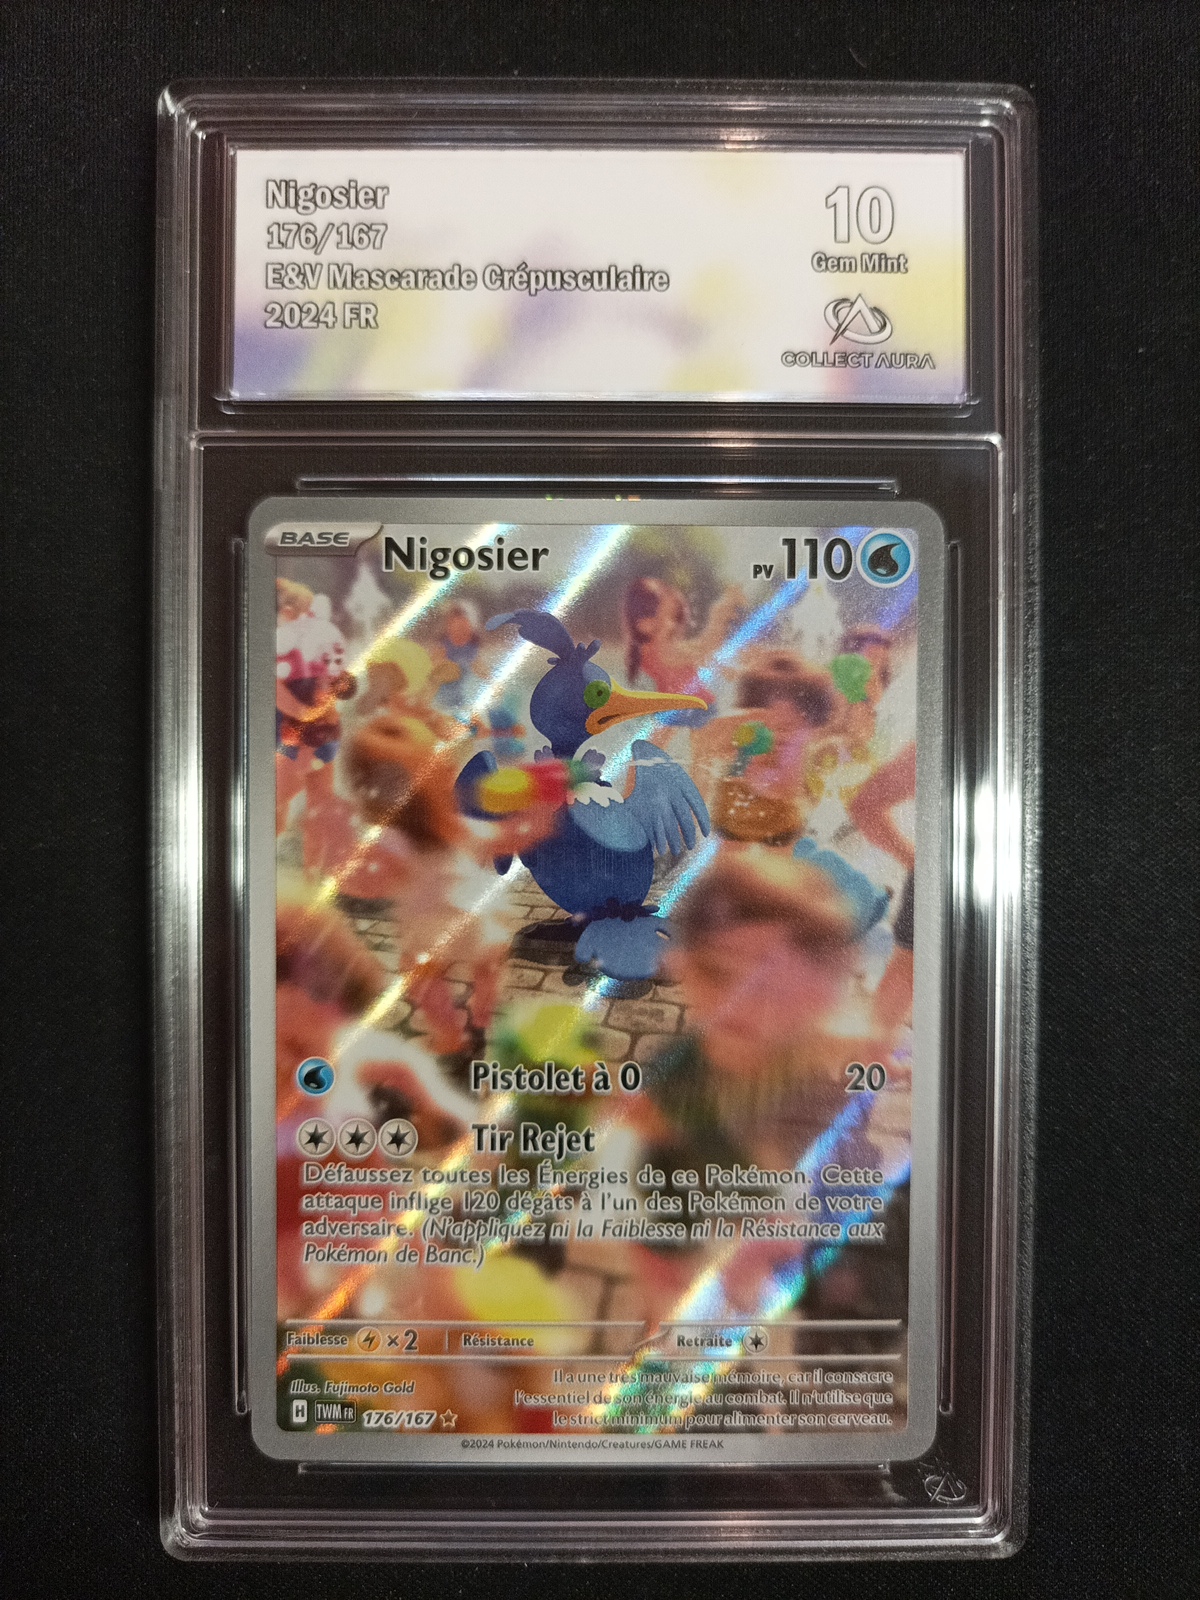 Nigosier
176/167
E&V Mascarade Crépusculaire
2024 FR
10
Gem Mint
COLLECT AURA
BASE
Nigosier
PV 110
Pistolet à O 20
Tir Rejet
Défaussez toutes les Énergies de ce Pokémon. Cette
attaque inflige 120 dégâts à l'un des Pokémon de votre
adversaire. (N'appliquez ni la Faiblesse ni la Résistance aux
Pokémon de Banc.)
Faiblesse ×2 Résistance Retraite
Illus. Fujimoto Gold
H TWM FR 176/167
Il a une très mauvaise mémoire, car il consacre
l'essentiel de son énergie au combat. Il n'utilise que
le strict minimum pour alimenter son cerveau.
©2024 Pokémon/Nintendo/Creatures/GAME FREAK